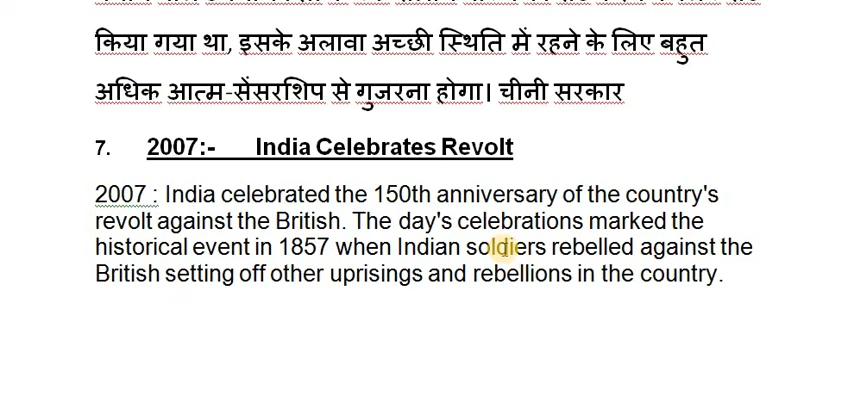 किया गया था, इसके अलावा अच्छी स्थिति में रहने के लिए बहुत
अधिक आत्म-सेंसरशिप से गुजरना होगा। चीनी सरकार
7. 2007:- India Celebrates Revolt
2007 : India celebrated the 150th anniversary of the country's
revolt against the British. The day's celebrations marked the
historical event in 1857 when Indian soldiers rebelled against the
British setting off other uprisings and rebellions in the country.